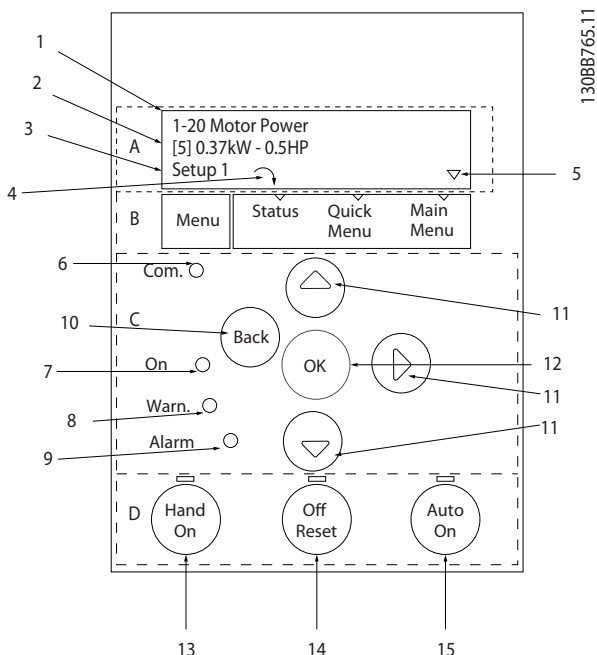 130BB765.11
1
2
3
4
5
A
1-20 Motor Power
[5] 0.37kW - 0.5HP
Setup 1
B
Menu
Status
Quick Menu
Main Menu
6
Com.
C
10
Back
OK
11
12
11
11
7
On
8
Warn.
9
Alarm
D
Hand On
Off Reset
Auto On
13
14
15